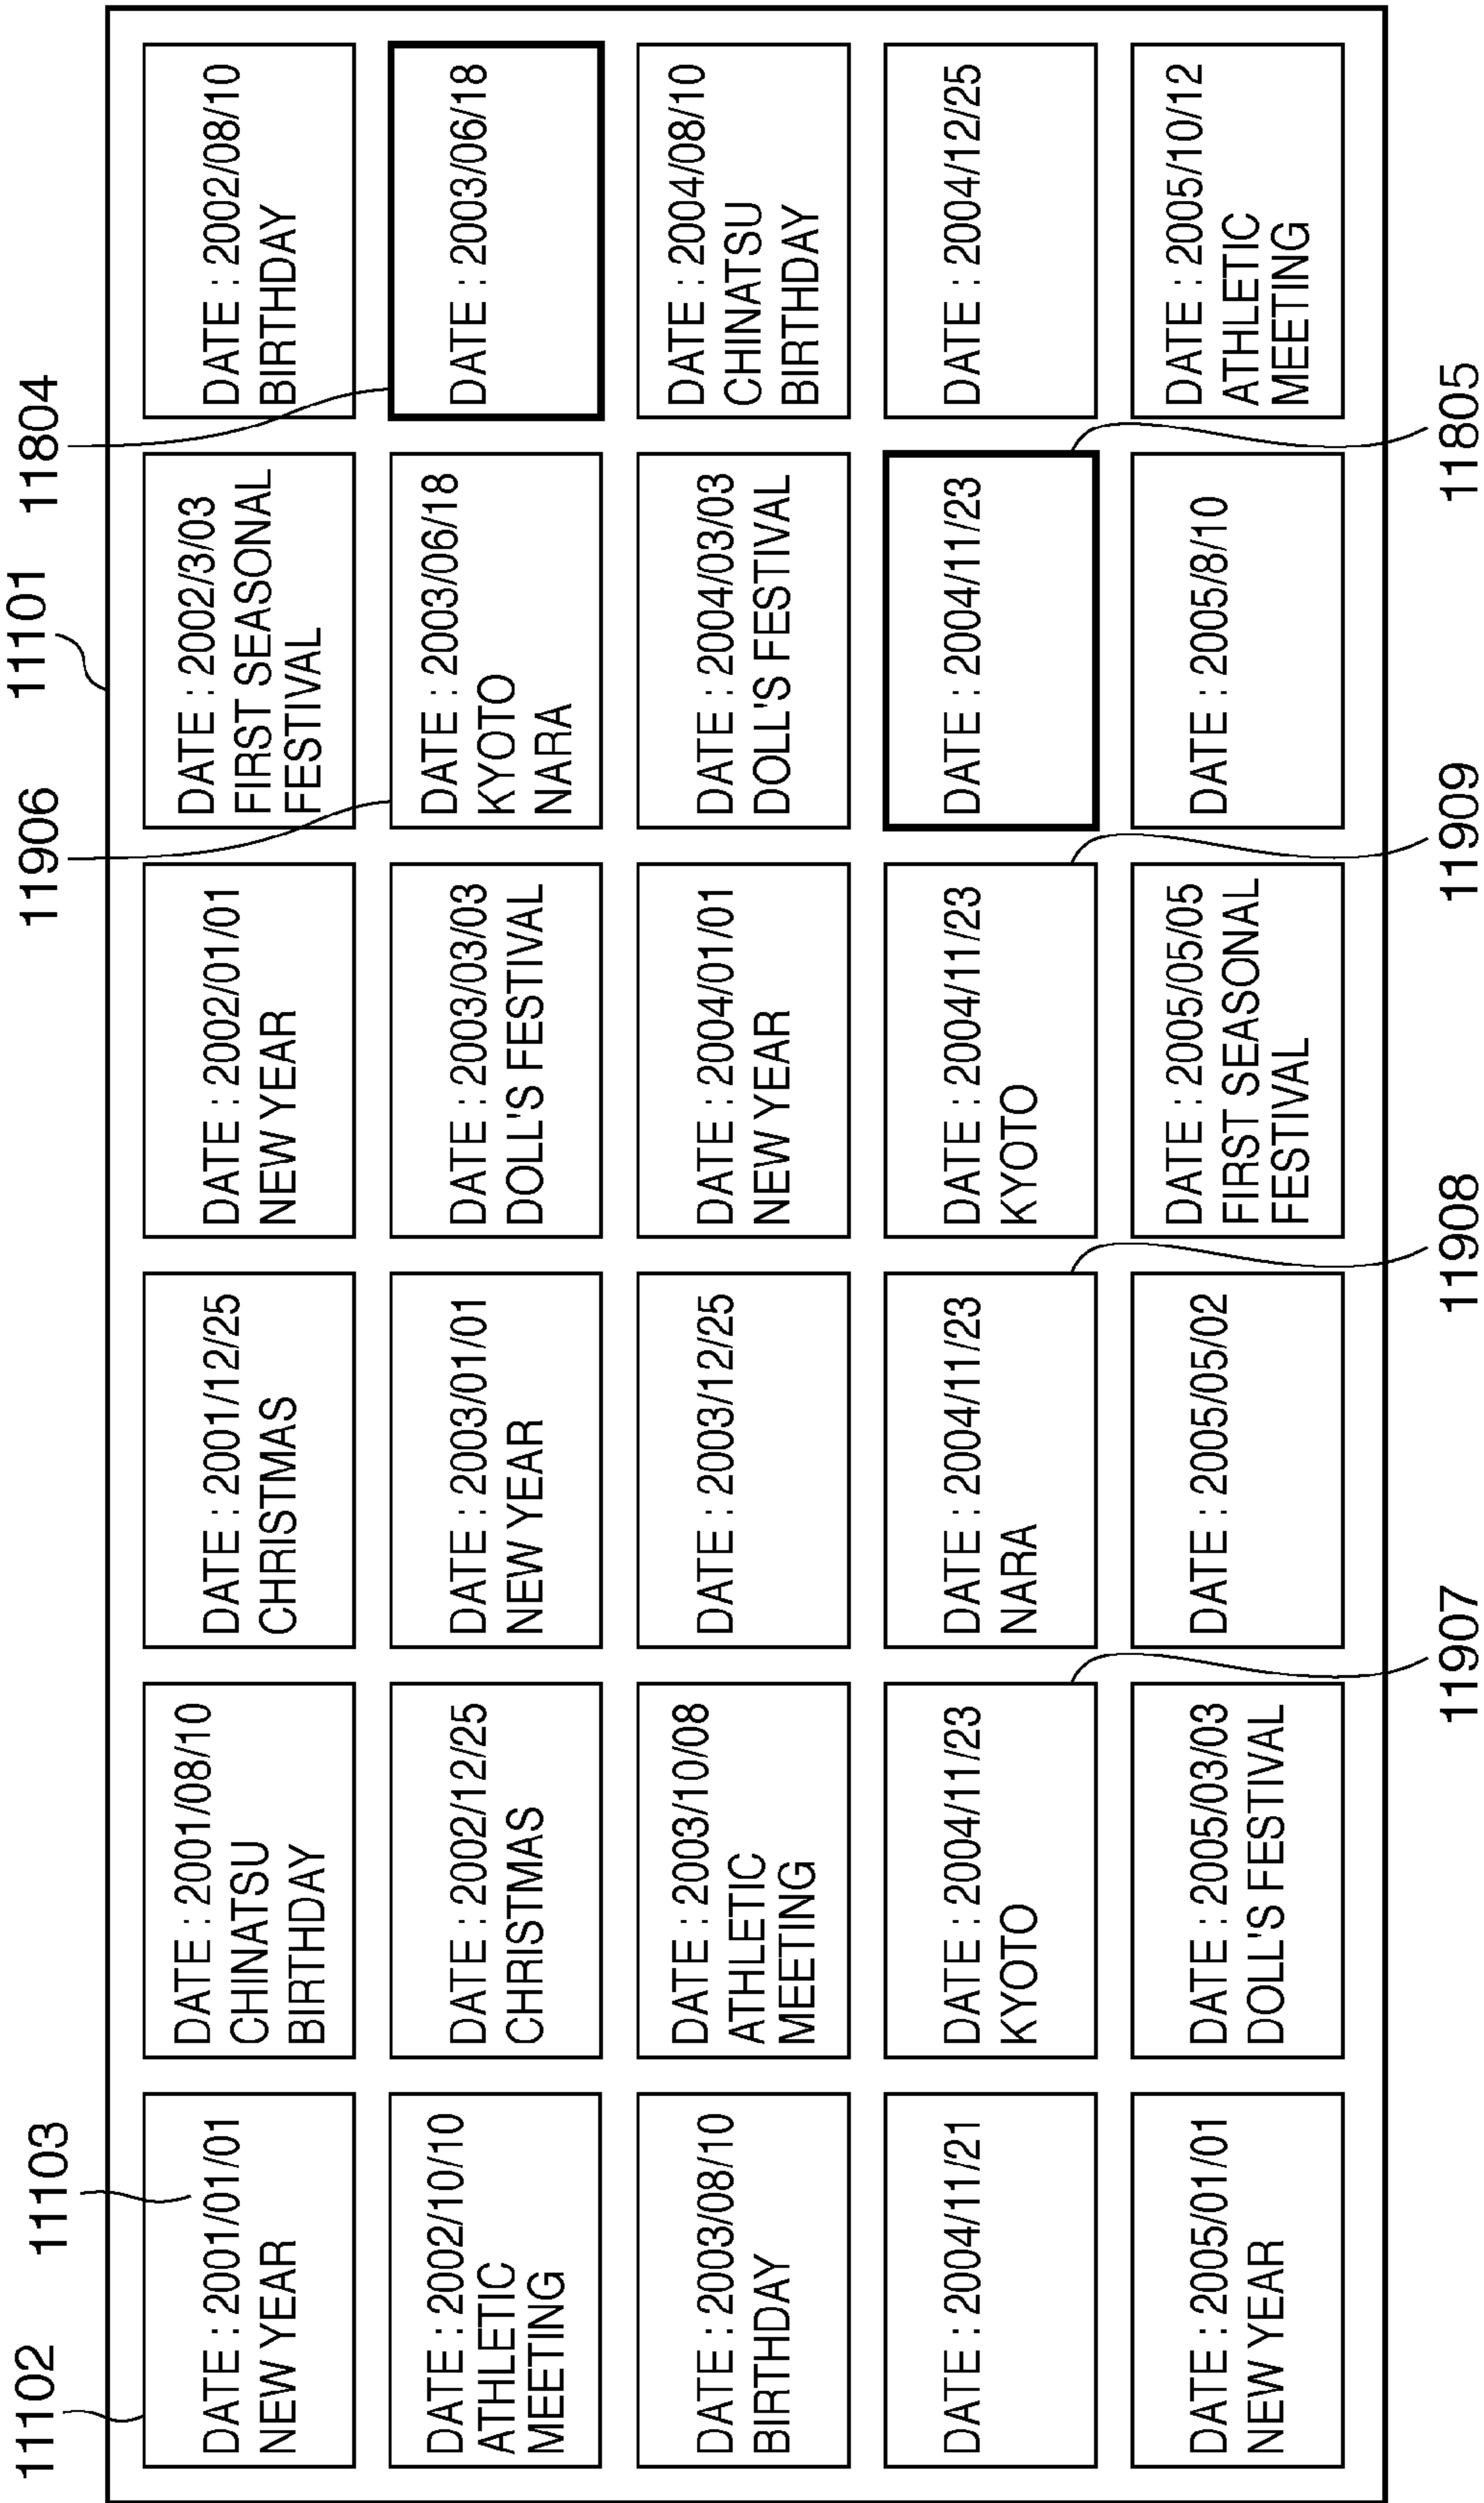 11102
11103
11906
11101
11804
DATE : 2001/01/01
NEW YEAR
DATE : 2001/08/10
CHINATSU
BIRTHDAY
DATE : 2001/12/25
CHRISTMAS
DATE : 2002/01/01
NEW YEAR
DATE : 2002/3/03
FIRST SEASONAL
FESTIVAL
DATE : 2002/08/10
BIRTHDAY
DATE : 2002/10/10
ATHLETIC
MEETING
DATE : 2002/12/25
CHRISTMAS
DATE : 2003/01/01
NEW YEAR
DATE : 2003/03/03
DOLL'S FESTIVAL
DATE : 2003/06/18
KYOTO
NARA
DATE : 2003/06/18
DATE : 2003/08/10
BIRTHDAY
DATE : 2003/10/08
ATHLETIC
MEETING
DATE : 2003/12/25
DATE : 2004/01/01
NEW YEAR
DATE : 2004/03/03
DOLL'S FESTIVAL
DATE : 2004/08/10
CHINATSU
BIRTHDAY
DATE : 2004/11/21
DATE : 2004/11/23
KYOTO
DATE : 2004/11/23
NARA
DATE : 2004/11/23
KYOTO
DATE : 2004/11/23
DATE : 2004/12/25
DATE : 2005/01/01
NEW YEAR
DATE : 2005/03/03
DOLL'S FESTIVAL
DATE : 2005/05/02
DATE : 2005/05/05
FIRST SEASONAL
FESTIVAL
DATE : 2005/8/10
DATE : 2005/10/12
ATHLETIC
MEETING
11907
11908
11909
11805